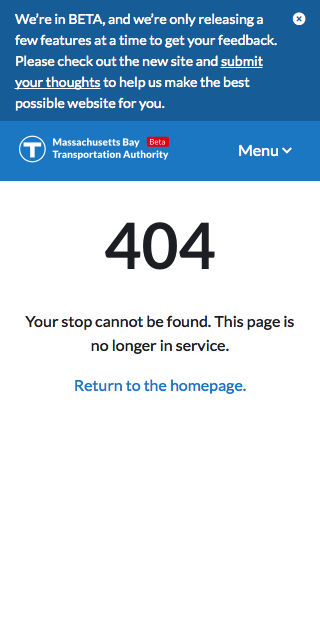 We're in BETA, and we're only releasing a
few features at a time to get your feedback.
Please check out the new site and submit
your thoughts to help us make the best
possible website for you.
T Massachusetts Bay Beta
Transportation Authority
Menu
404
Your stop cannot be found. This page is
no longer in service.
Return to the homepage.